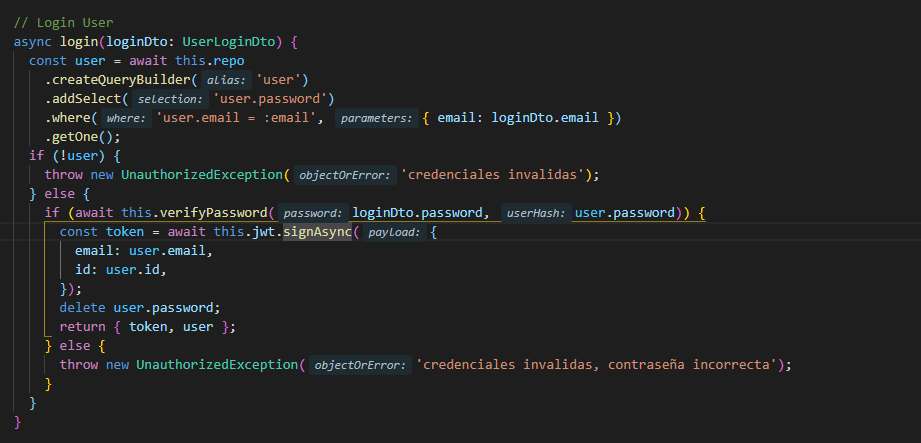 // Login User
async login(loginDto: UserLoginDto) {
const user = await this.repo
.createQueryBuilder( alias: 'user')
.addSelect( selection: 'user.password')
.where( where: 'user.email = :email', parameters: { email: loginDto.email })
.getOne();
if (!user) {
throw new UnauthorizedException( objectOrError: 'credenciales invalidas');
} else {
if (await this.verifyPassword( password: loginDto.password, userHash: user.password)) {
const token = await this.jwt.signAsync( payload: {
email: user.email,
id: user.id,
});
delete user.password;
return { token, user };
} else {
throw new UnauthorizedException( objectOrError: 'credenciales invalidas, contraseña incorrecta');
}
}
}